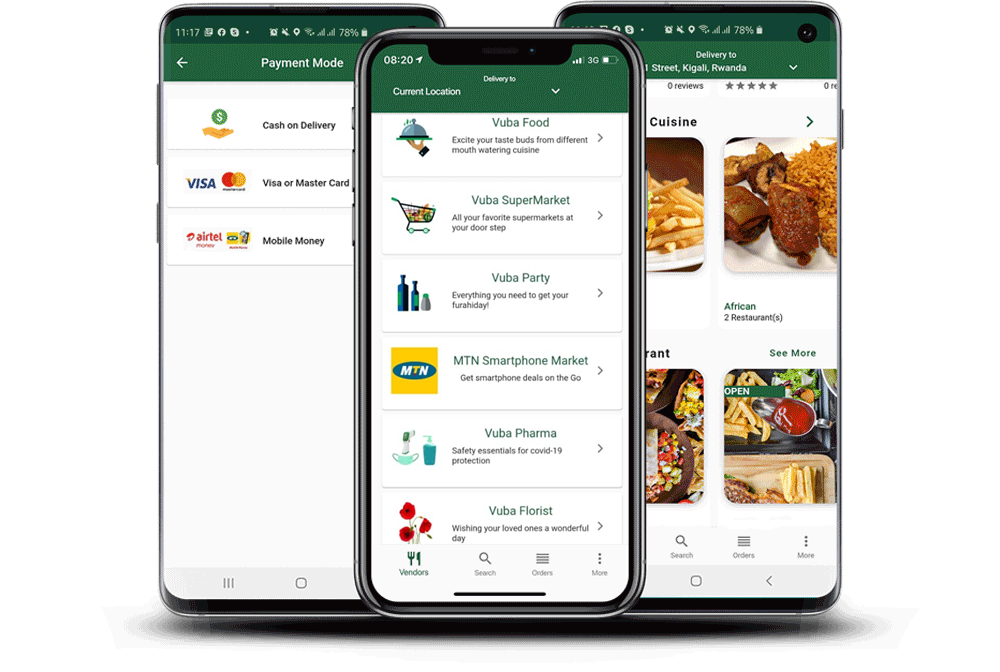 11:17
78%
Payment Mode
$
Cash on Delivery
VISA
mastercard
Visa or Master Card
airtel
money
Mobile Money
08:20
3G
Delivery to
Current Location
Vuba Food
Excite your taste buds from different
mouth watering cuisine
Vuba SuperMarket
All your favorite supermarkets at
your door step
Vuba Party
Everything you need to get your
furahiday!
MTN
MTN Smartphone Market
Get smartphone deals on the Go
Vuba Pharma
Safety essentials for covid-19
protection
Vuba Florist
Wishing your loved ones a wonderful
day
Vendors
Search
Orders
More
78%
Delivery to
1 Street, Kigali, Rwanda
0 reviews
0 re
Cuisine
African
2 Restaurant(s)
rant
See More
OPEN
Search
Orders
More